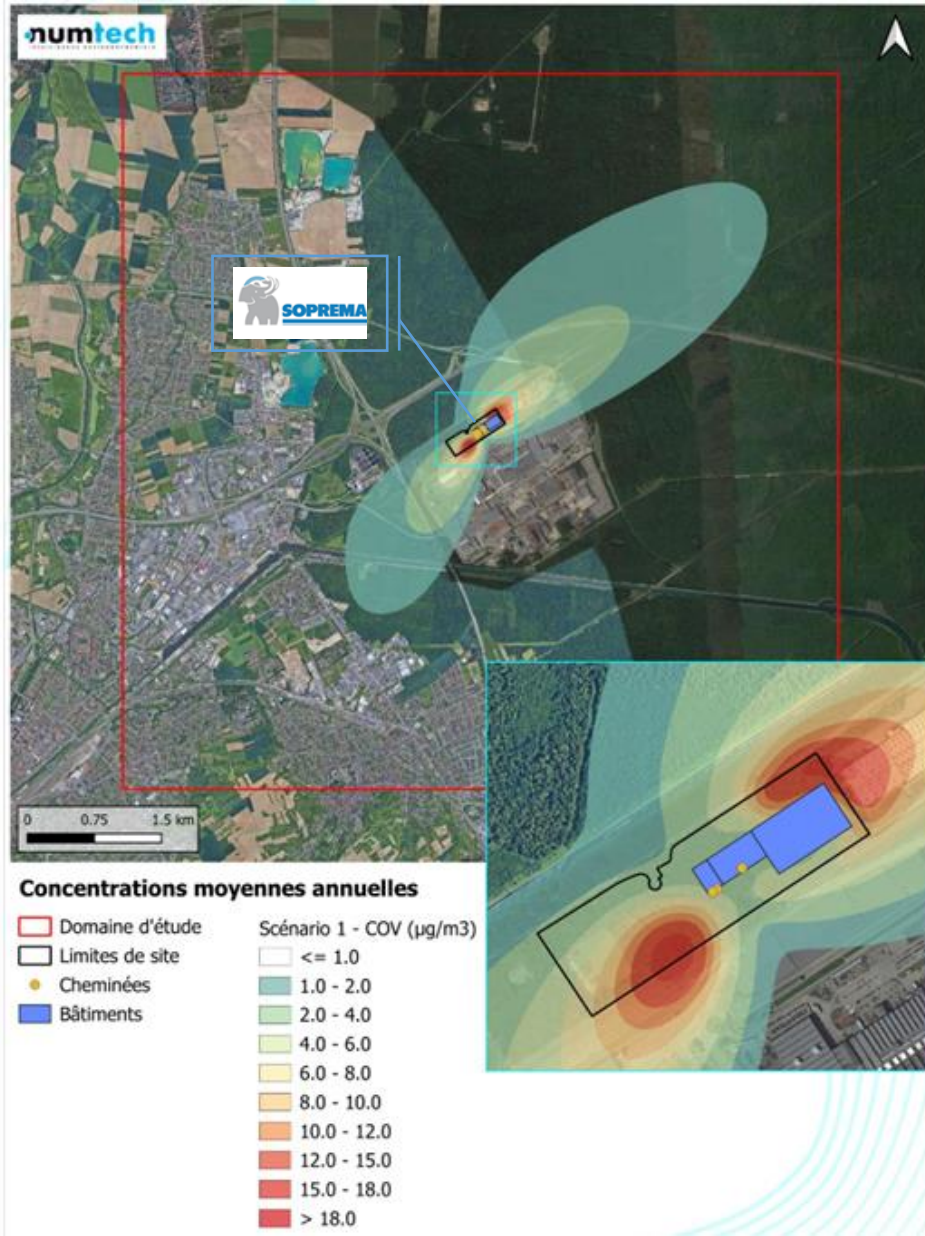 numtech
SOPREMA
0 0.75 1.5 km
Concentrations moyennes annuelles
Domaine d'étude
Limites de site
Cheminées
Bâtiments
Scénario 1 - COV (µg/m3)
<= 1.0
1.0 - 2.0
2.0 - 4.0
4.0 - 6.0
6.0 - 8.0
8.0 - 10.0
10.0 - 12.0
12.0 - 15.0
15.0 - 18.0
> 18.0